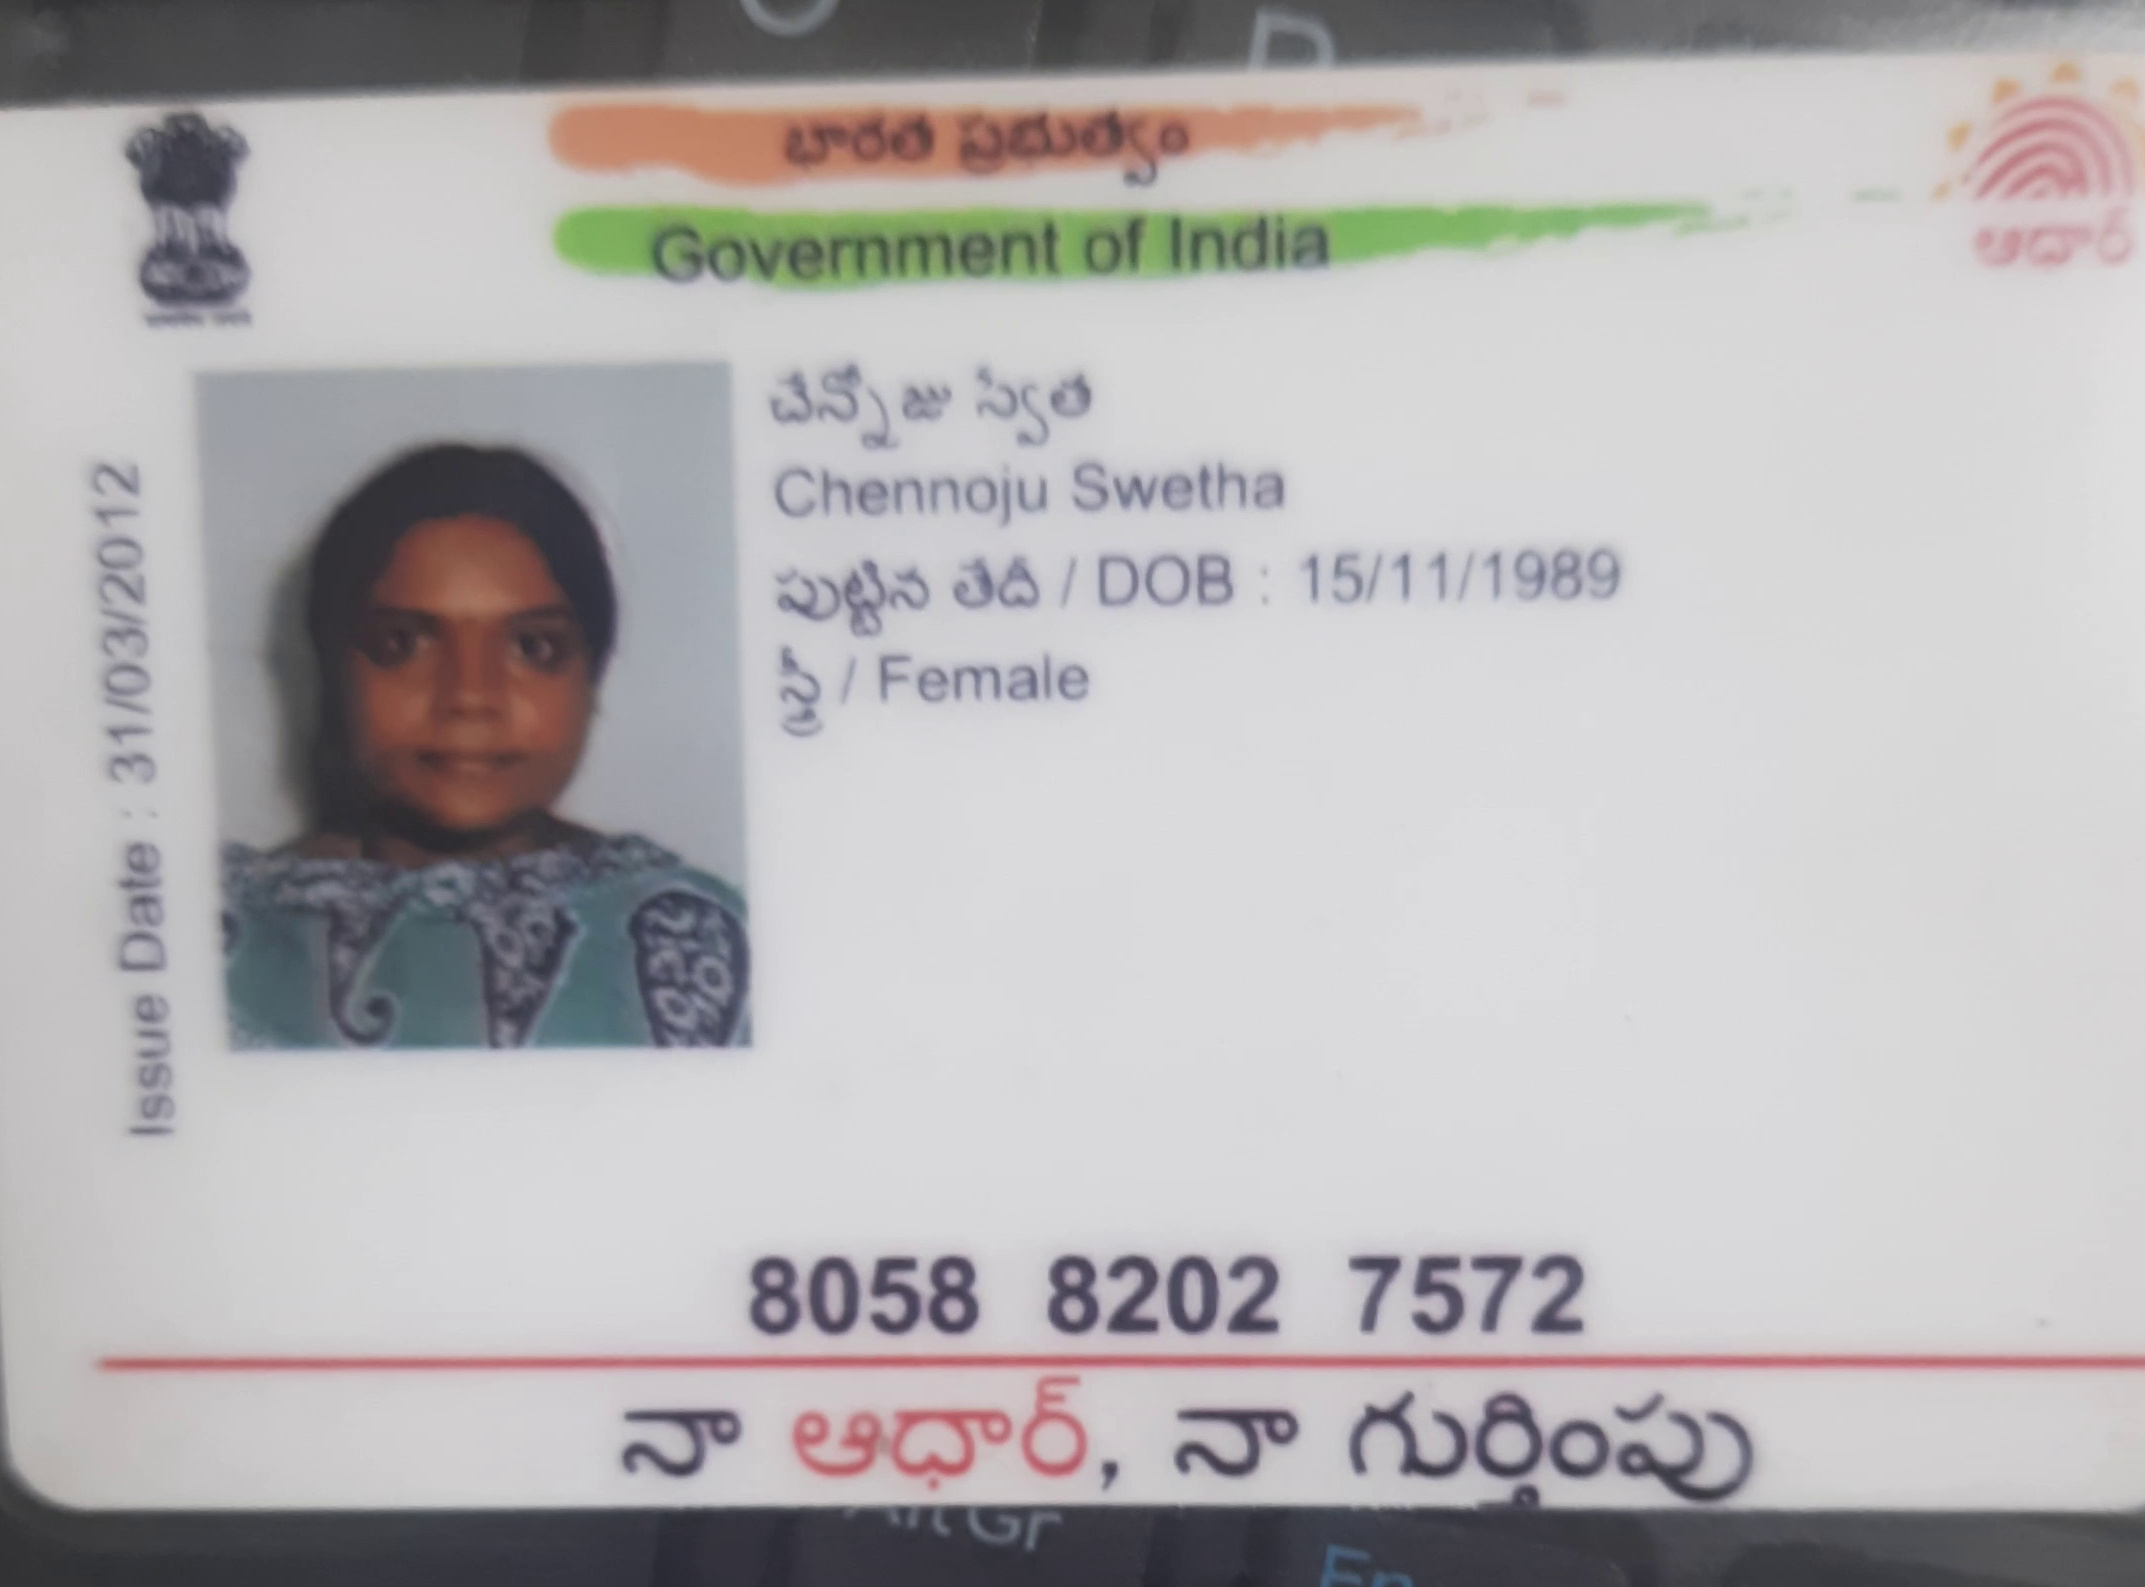 భారత ప్రభుత్వం
Government of India
ఆధార్
చేన్నోజు స్వేత
Chennoju Swetha
పుట్టిన తేదీ / DOB : 15/11/1989
స్త్రీ / Female
Issue Date : 31/03/2012
8058 8202 7572
నా ఆధార్, నా గుర్తింపు